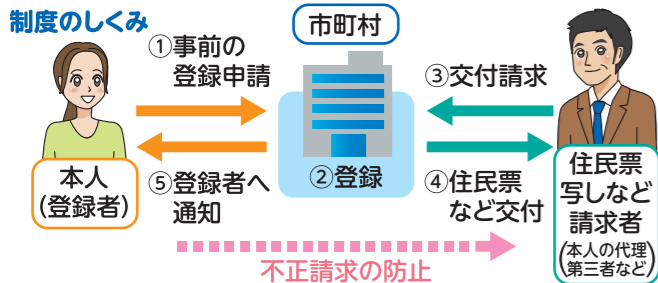 制度のしくみ
市町村
①事前の
登録申請
③交付請求
本人
(登録者)
⑤登録者へ
通知
②登録
④住民票
など交付
住民票
写しなど
請求者
(本人の代理
第三者など)
不正請求の防止